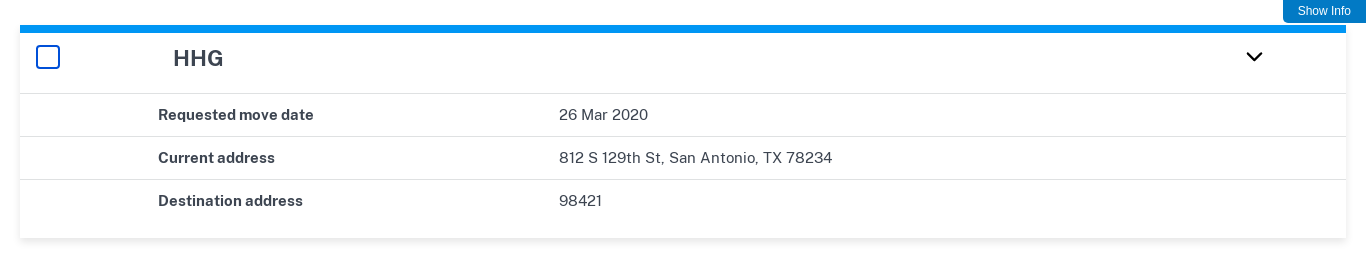 Show Info
HHG
Requested move date 26 Mar 2020
Current address 812 S 129th St, San Antonio, TX 78234
Destination address 98421